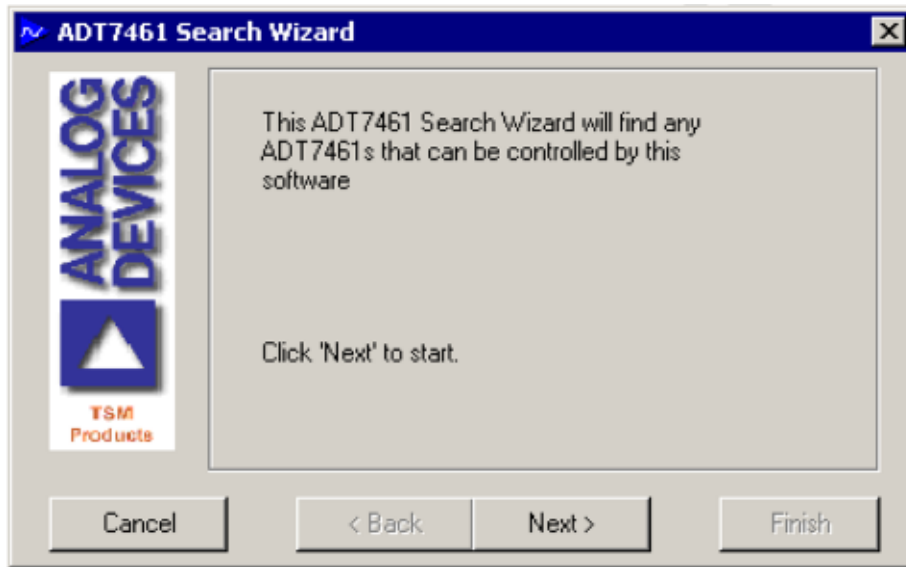 ADT7461 Search Wizard
ANALOG
DEVICES
TSM
Products
This ADT7461 Search Wizard will find any
ADT7461s that can be controlled by this
software
Click 'Next' to start.
Cancel
< Back
Next >
Finish